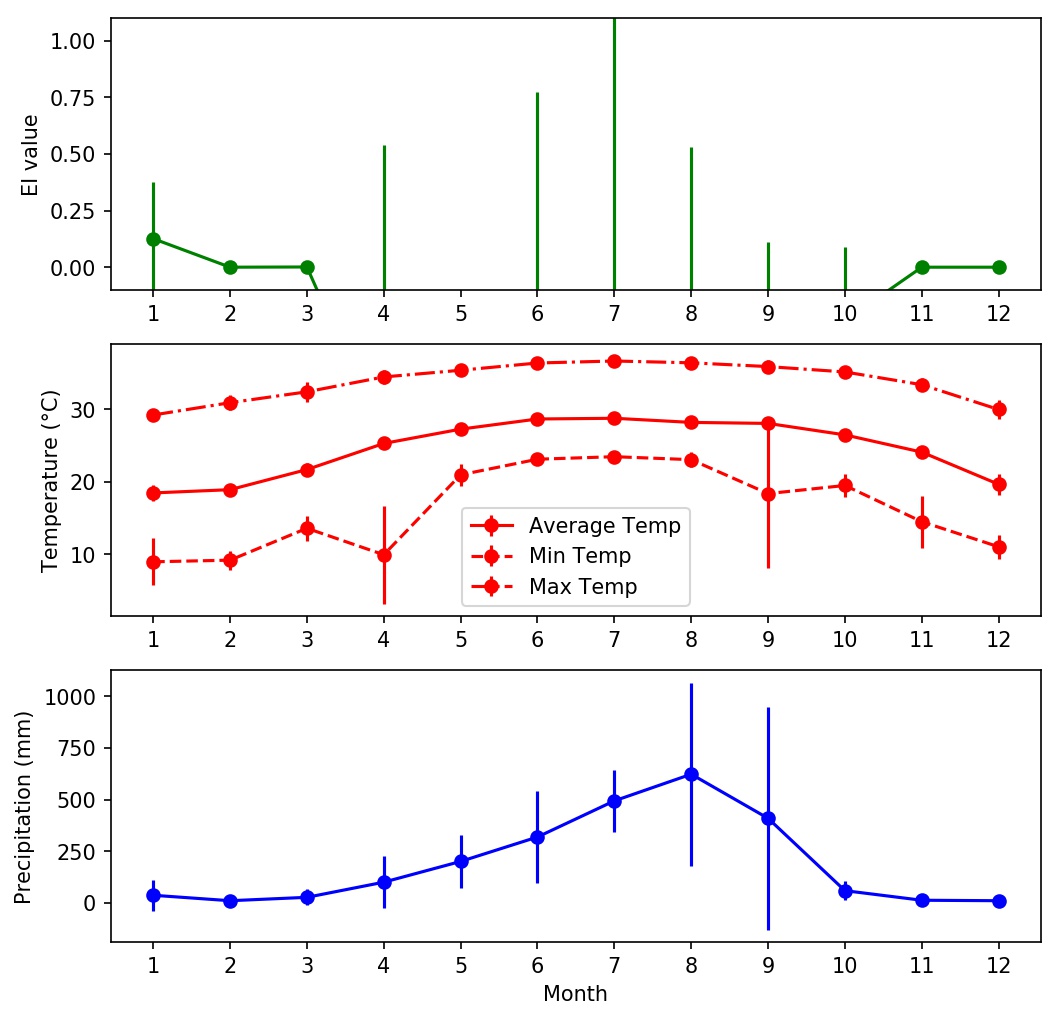 1.00
0.75
0.50
0.25
0.00
EI value
1 2 3 4 5 6 7 8 9 10 11 12
30
20
10
Temperature (°C)
Average Temp
Min Temp
Max Temp
1 2 3 4 5 6 7 8 9 10 11 12
1000
750
500
250
0
Precipitation (mm)
1 2 3 4 5 6 7 8 9 10 11 12
Month